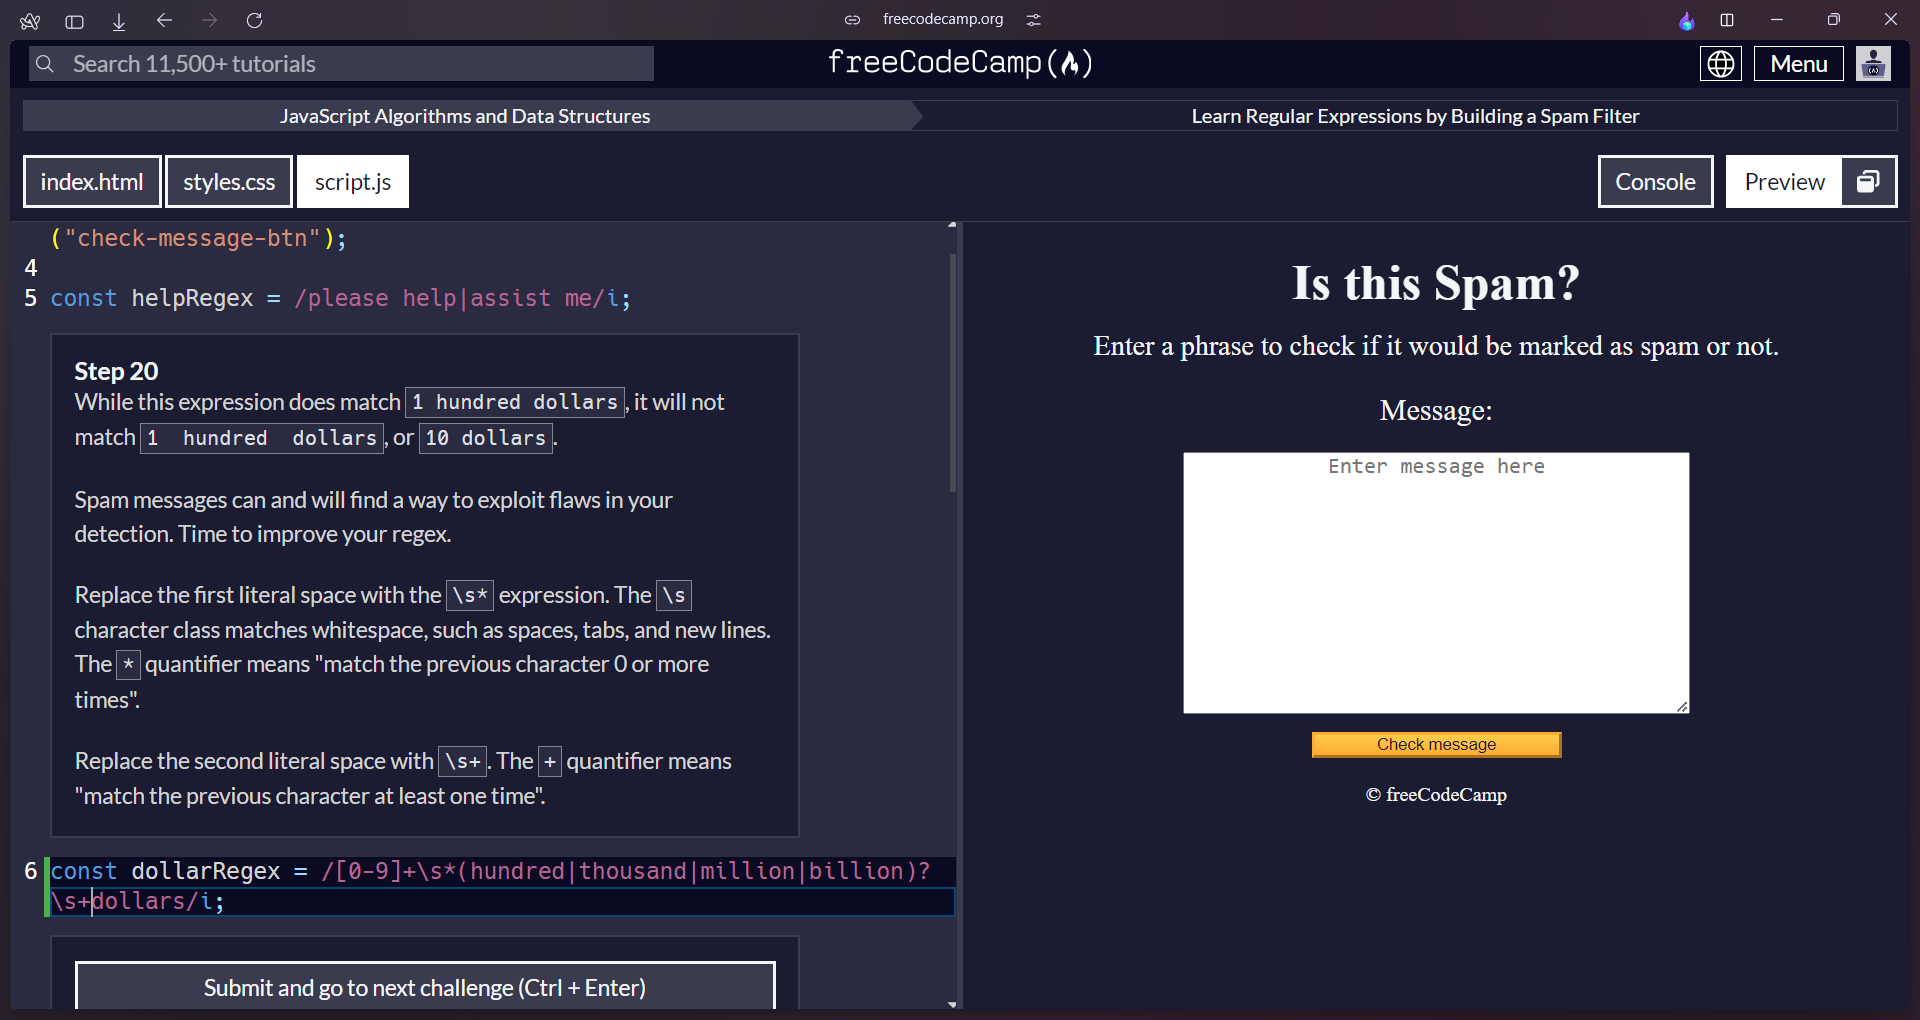 freecodecamp.org
Search 11,500+ tutorials
freeCodeCamp(🔥)
Menu
JavaScript Algorithms and Data Structures
Learn Regular Expressions by Building a Spam Filter
index.html
styles.css
script.js
Console
Preview
("check-message-btn");
4
5 const helpRegex = /please help|assist me/i;
Step 20
While this expression does match 1 hundred dollars, it will not
match 1  hundred  dollars, or 10 dollars.
Spam messages can and will find a way to exploit flaws in your
detection. Time to improve your regex.
Replace the first literal space with the \s* expression. The \s
character class matches whitespace, such as spaces, tabs, and new lines.
The * quantifier means "match the previous character 0 or more
times".
Replace the second literal space with \s+. The + quantifier means
"match the previous character at least one time".
6 const dollarRegex = /[0-9]+\s*(hundred|thousand|million|billion)?
\s+dollars/i;
Submit and go to next challenge (Ctrl + Enter)
Is this Spam?
Enter a phrase to check if it would be marked as spam or not.
Message:
Enter message here
Check message
© freeCodeCamp